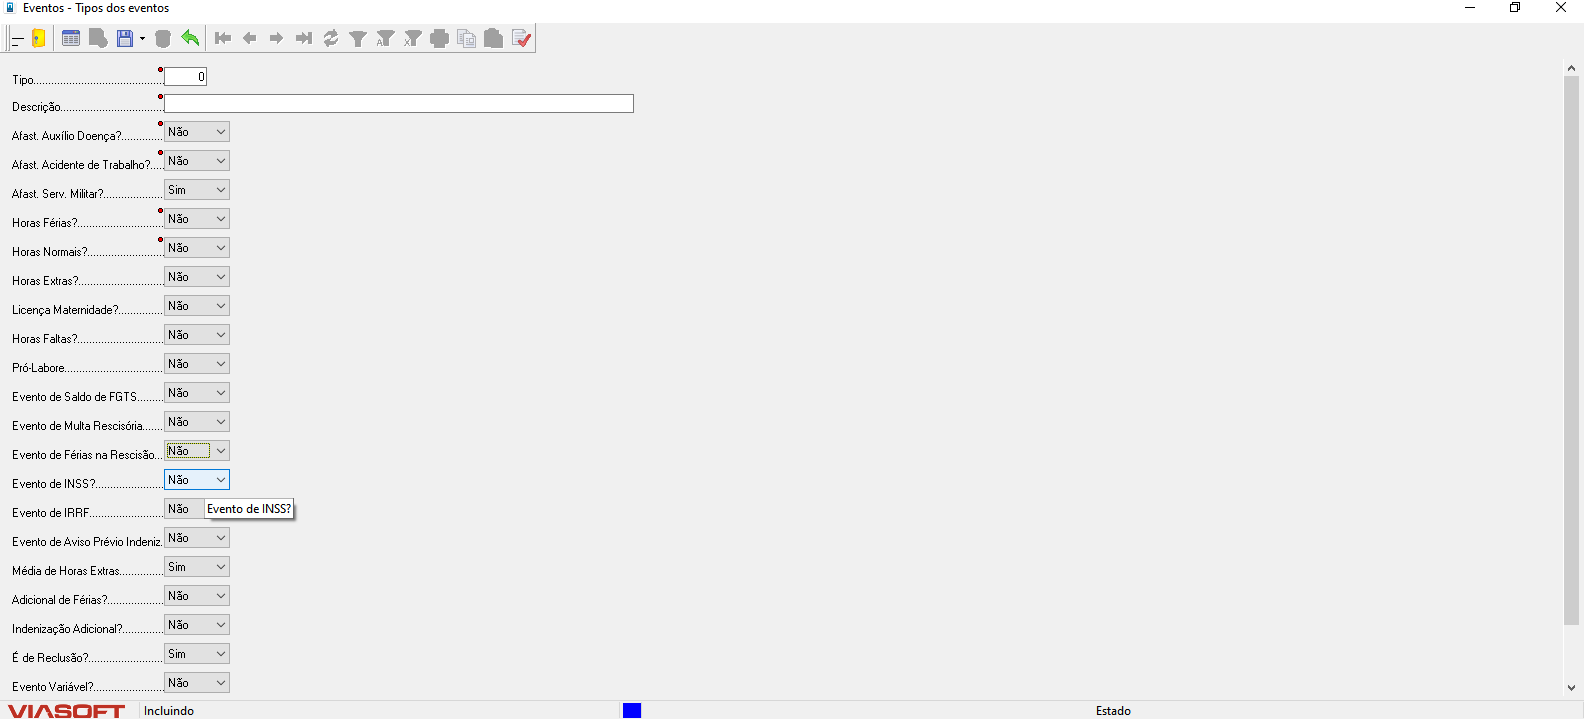 Eventos - Tipos dos eventos
Tipo 0
Descrição
Afast. Auxílio Doença? Não
Afast. Acidente de Trabalho? Não
Afast. Serv. Militar? Sim
Horas Férias? Não
Horas Normais? Não
Horas Extras? Não
Licença Maternidade? Não
Horas Faltas? Não
Pró-Labore Não
Evento de Saldo de FGTS Não
Evento de Multa Rescisória Não
Evento de Férias na Rescisão Não
Evento de INSS? Não
Evento de IRRF Não Evento de INSS?
Evento de Aviso Prévio Indeniz. Não
Média de Horas Extras Sim
Adicional de Férias? Não
Indenização Adicional? Não
É de Reclusão? Sim
Evento Variável? Não
VIASOFT Incluindo Estado